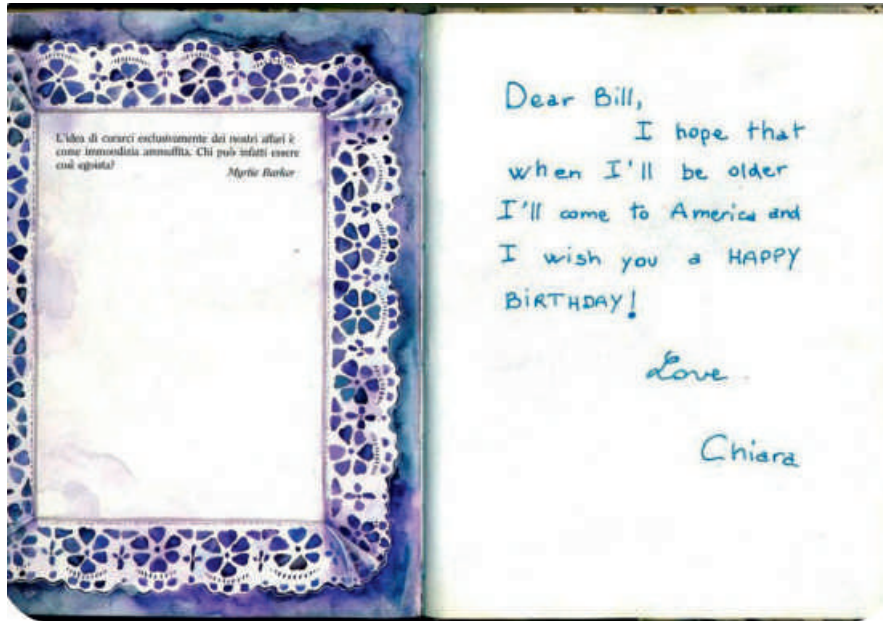 L'idea di curarci esclusivamente dei nostri affari è
come immondizia ammuffita. Chi può infatti essere
così egoista?
Myrtie Barker
Dear Bill,
I hope that
when I'll be older
I'll come to America and
I wish you a HAPPY
BIRTHDAY!
Love
Chiara